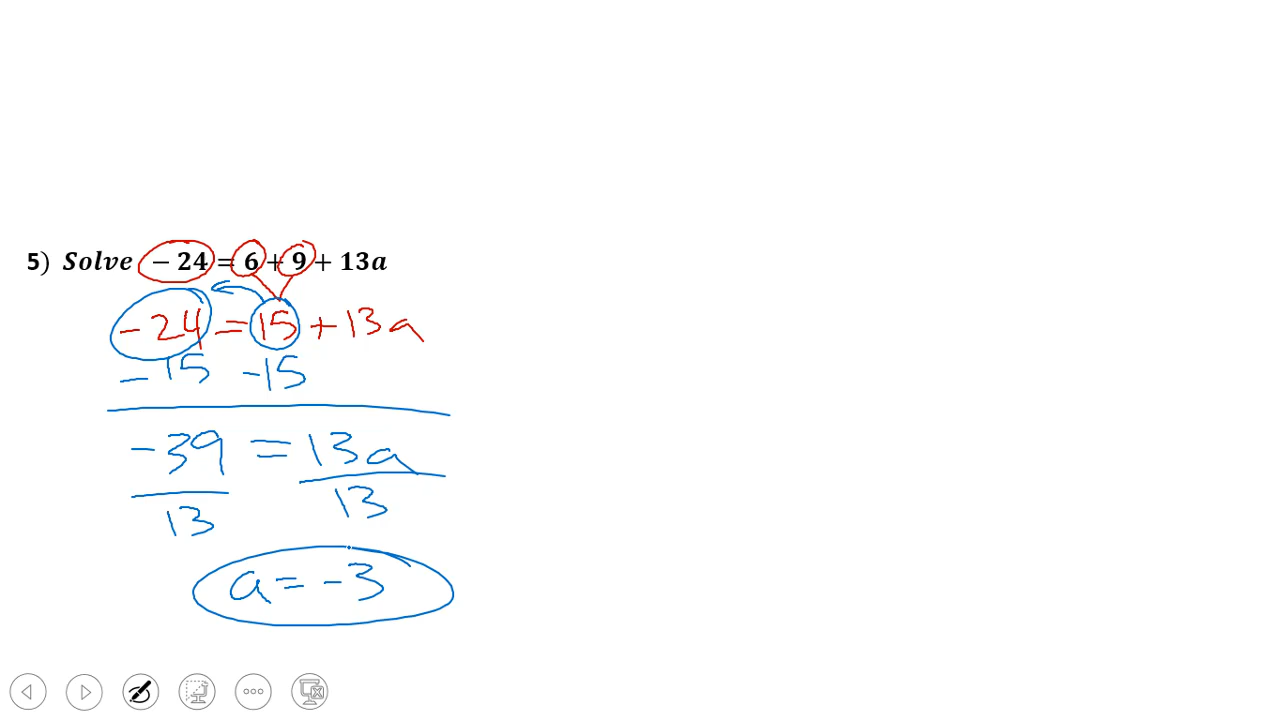 5) Solve − 24 = 6 + 9 + 13a
-24 = 15 + 13a
-15 -15
-39 = 13a
13 13
a = -3